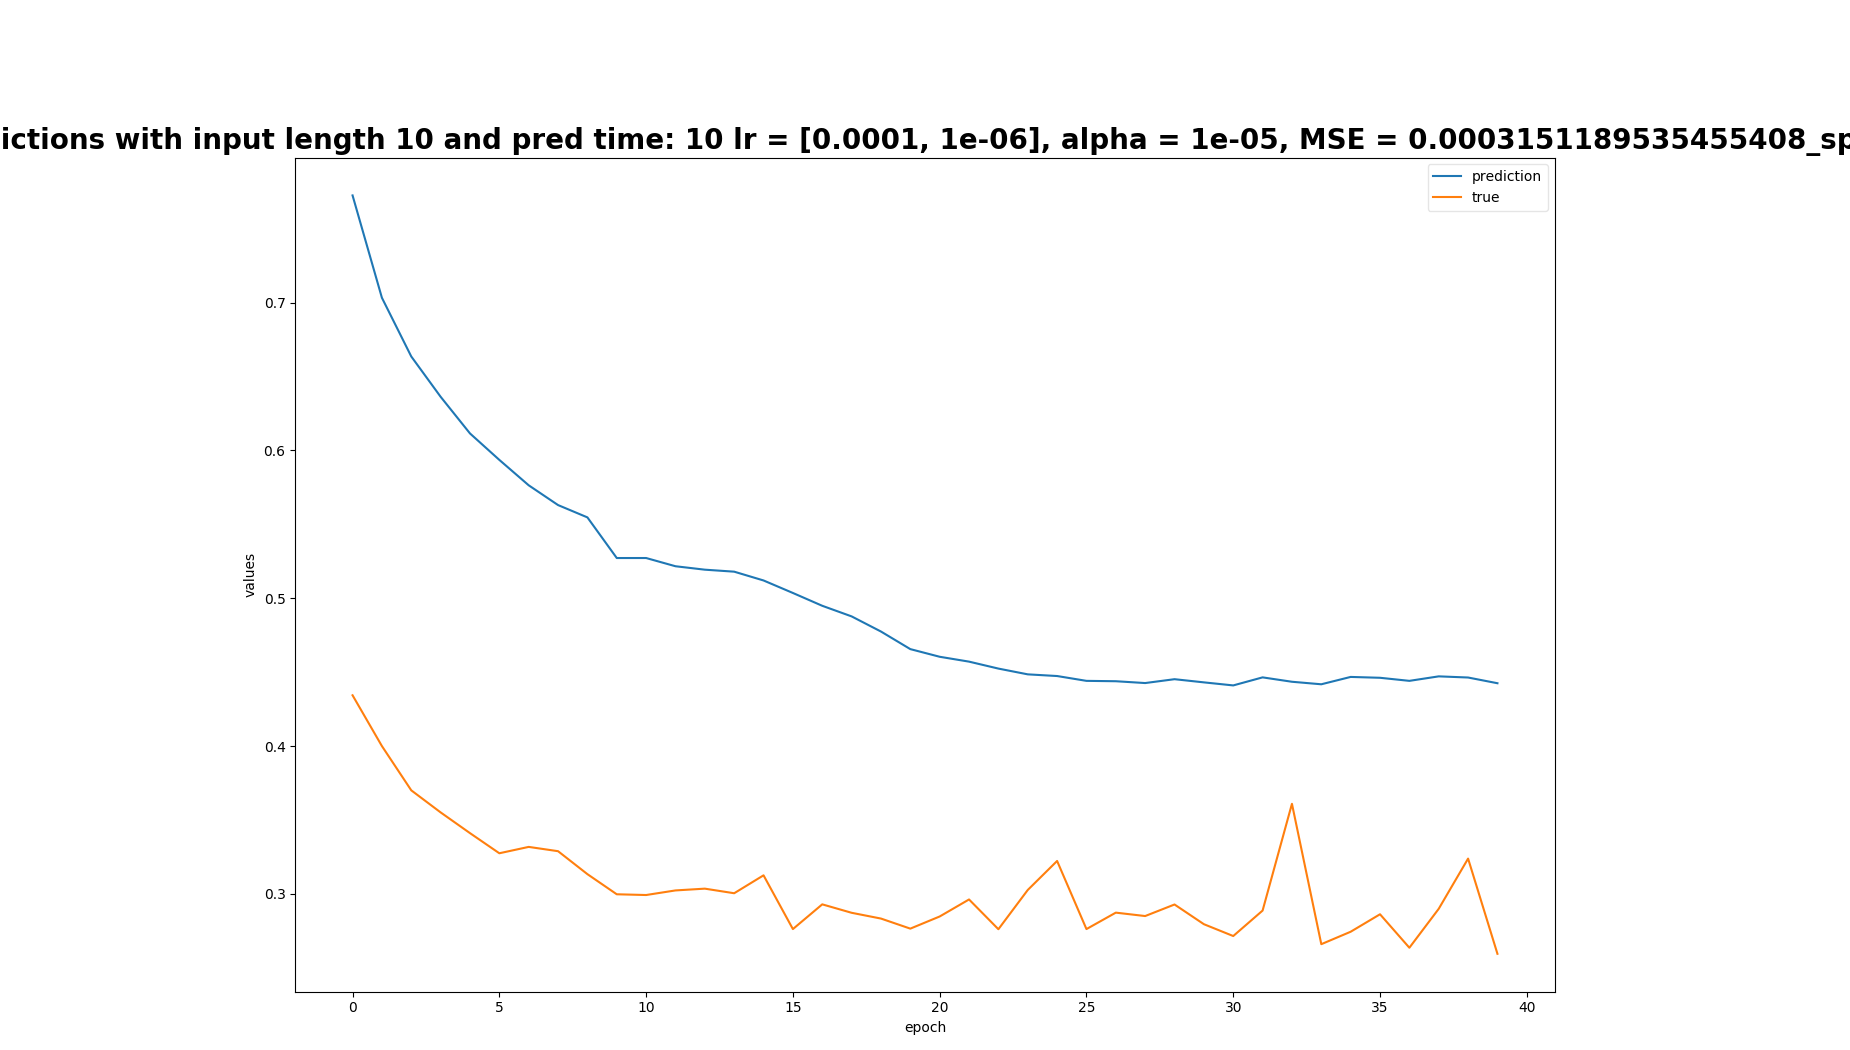 ictions with input length 10 and pred time: 10 lr = [0.0001, 1e-06], alpha = 1e-05, MSE = 0.0003151189535455408_sp
prediction
true
0.7
0.6
0.5
0.4
0.3
values
0 5 10 15 20 25 30 35 40
epoch